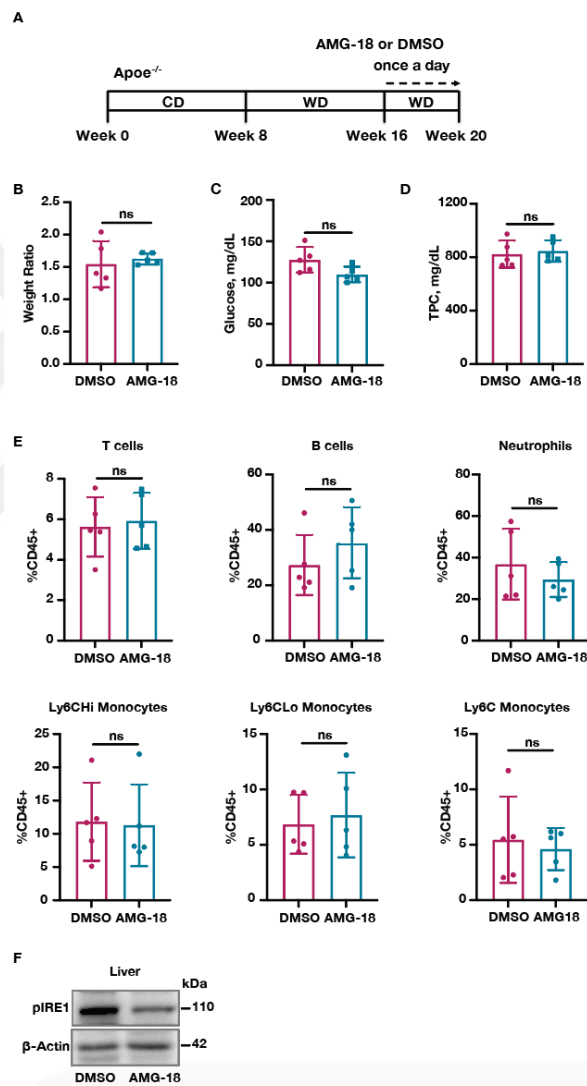 A
AMG-18 or DMSO
once a day
Apoe-/-
CD
WD
WD
Week 0
Week 8
Week 16
Week 20
B
Weight Ratio
2.5
2.0
1.5
1.0
0.5
0.0
ns
DMSO
AMG-18
C
Glucose, mg/dL
200
150
100
50
0
ns
DMSO
AMG-18
D
TPC, mg/dL
1200
800
400
0
ns
DMSO
AMG-18
E
T cells
%CD45+
8
6
4
2
0
ns
DMSO AMG-18
B cells
%CD45+
60
40
20
0
ns
DMSO AMG-18
Neutrophils
%CD45+
80
60
40
20
0
ns
DMSO AMG-18
Ly6CHi Monocytes
%CD45+
25
20
15
10
5
0
ns
DMSO AMG-18
Ly6CLo Monocytes
%CD45+
15
10
5
0
ns
DMSO AMG-18
Ly6C Monocytes
%CD45+
15
10
5
0
ns
DMSO AMG18
F
Liver
kDa
pIRE1
110
β-Actin
42
DMSO
AMG-18